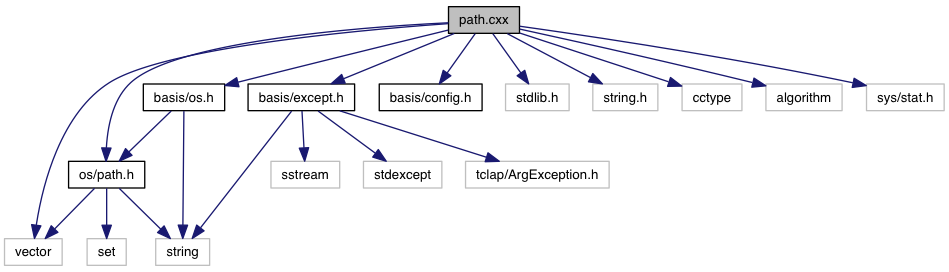 path.cxx
basis/os.h
basis/except.h
basis/config.h
stdlib.h
string.h
cctype
algorithm
sys/stat.h
os/path.h
sstream
stdexcept
tclap/ArgException.h
vector
set
string